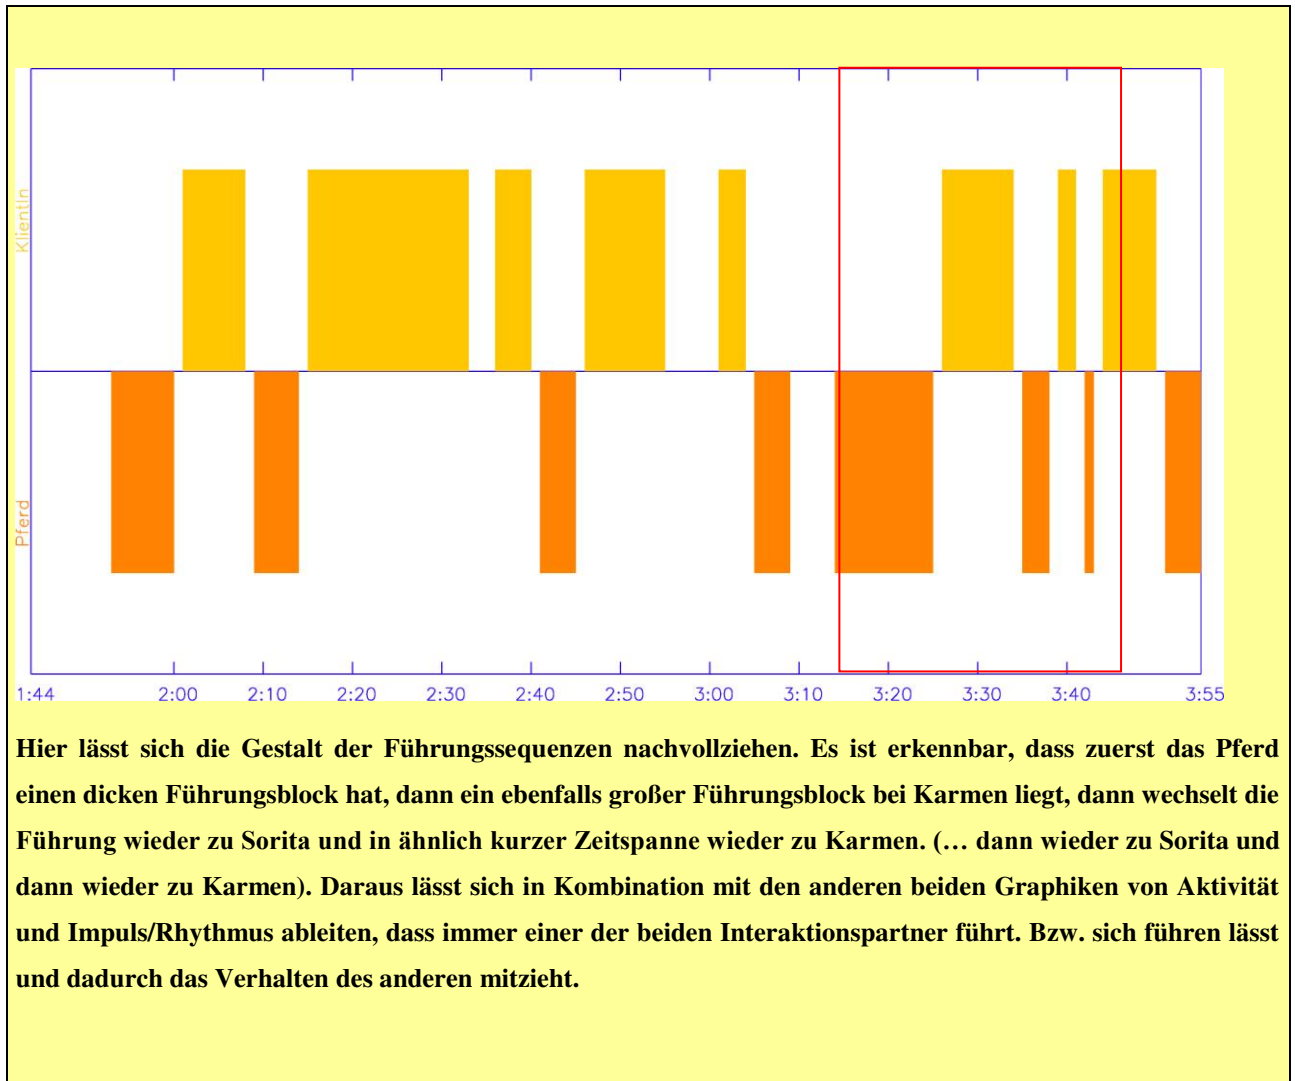 KlientIn
Pferd
1:44 2:00 2:10 2:20 2:30 2:40 2:50 3:00 3:10 3:20 3:30 3:40 3:55
Hier lässt sich die Gestalt der Führungssequenzen nachvollziehen. Es ist erkennbar, dass zuerst das Pferd
einen dicken Führungsblock hat, dann ein ebenfalls großer Führungsblock bei Karmen liegt, dann wechselt die
Führung wieder zu Sorita und in ähnlich kurzer Zeitspanne wieder zu Karmen. (… dann wieder zu Sorita und
dann wieder zu Karmen). Daraus lässt sich in Kombination mit den anderen beiden Graphiken von Aktivität
und Impuls/Rhythmus ableiten, dass immer einer der beiden Interaktionspartner führt. Bzw. sich führen lässt
und dadurch das Verhalten des anderen mitzieht.